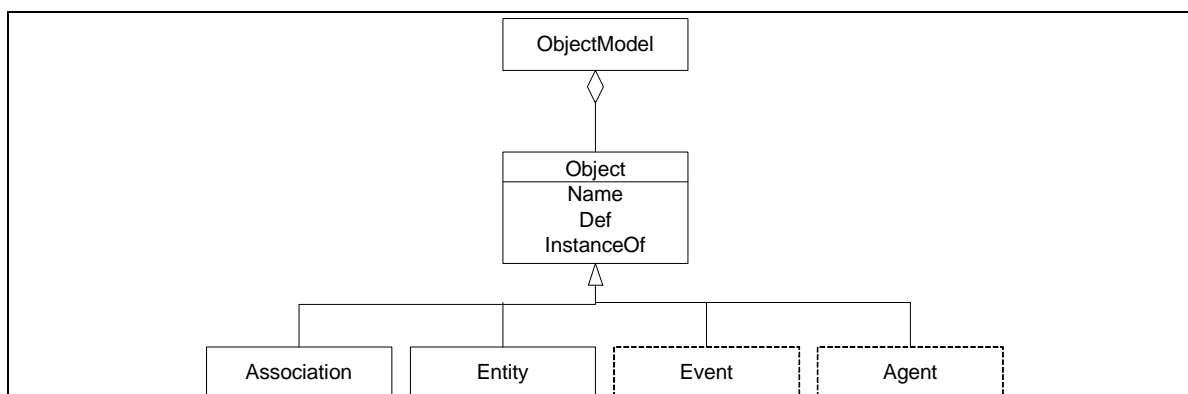 ObjectModel
Object
Name
Def
InstanceOf
Association
Entity
Event
Agent